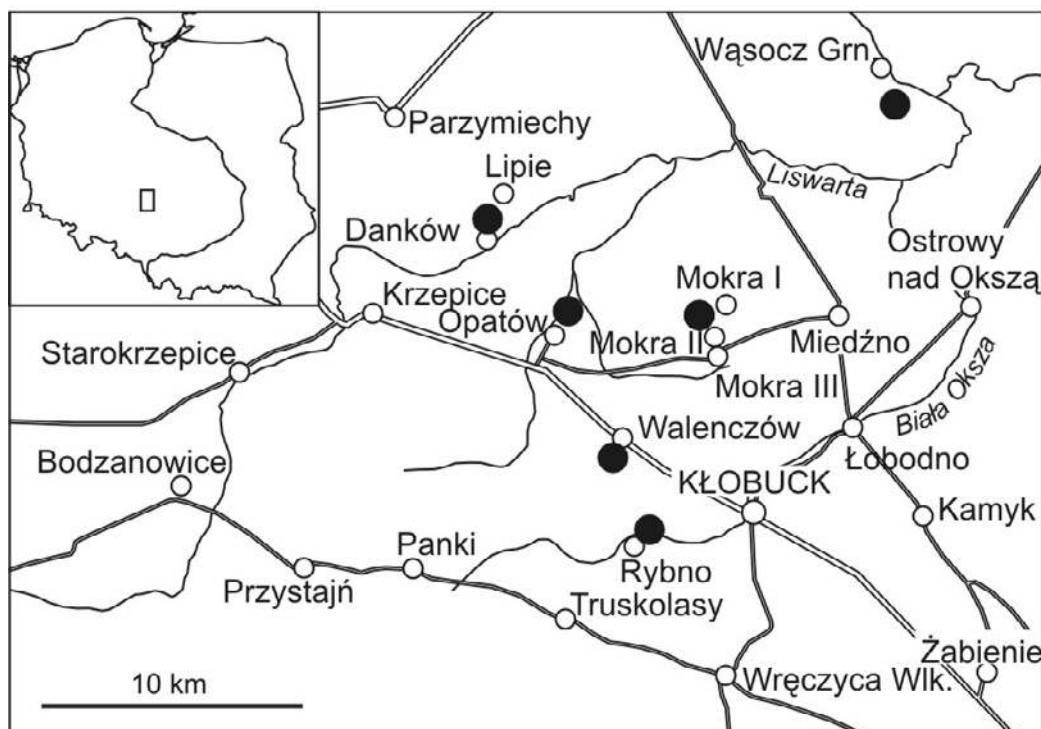 Wąsocz Grn.
Parzymiechy
Lipie
Liswarta
Danków
Ostrowy
nad Okszą
Mokra I
Krzepice
Opatów
Mokra II
Miedźno
Starokrzepice
Mokra III
Biała Oksza
Walenczów
Bodzanowice
Łobodno
KŁOBUCK
Kamyk
Panki
Rybno
Przystajń
Truskolasy
Żabieniec
Wręczyca Wlk.
10 km